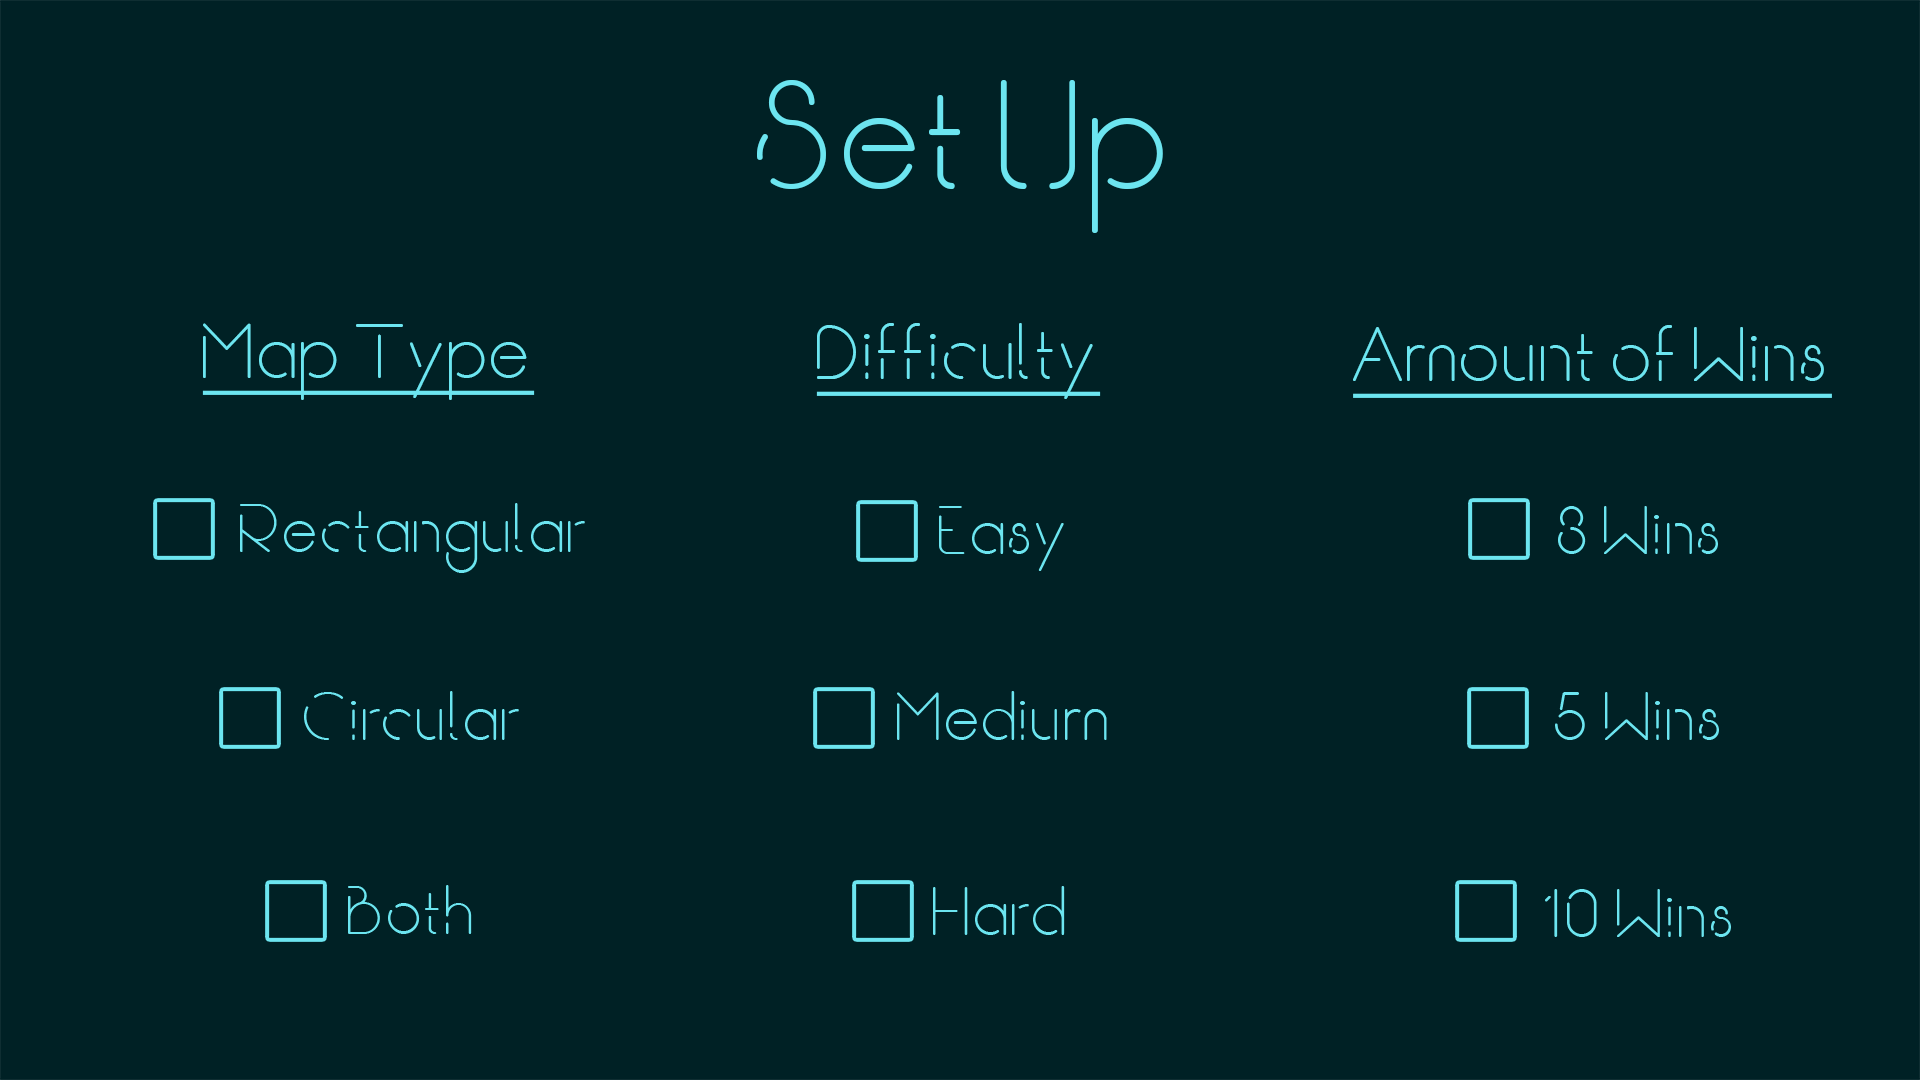 Set Up
Map Type
Rectangular
Circular
Both
Difficulty
Easy
Medium
Hard
Amount of Wins
3 Wins
5 Wins
10 Wins